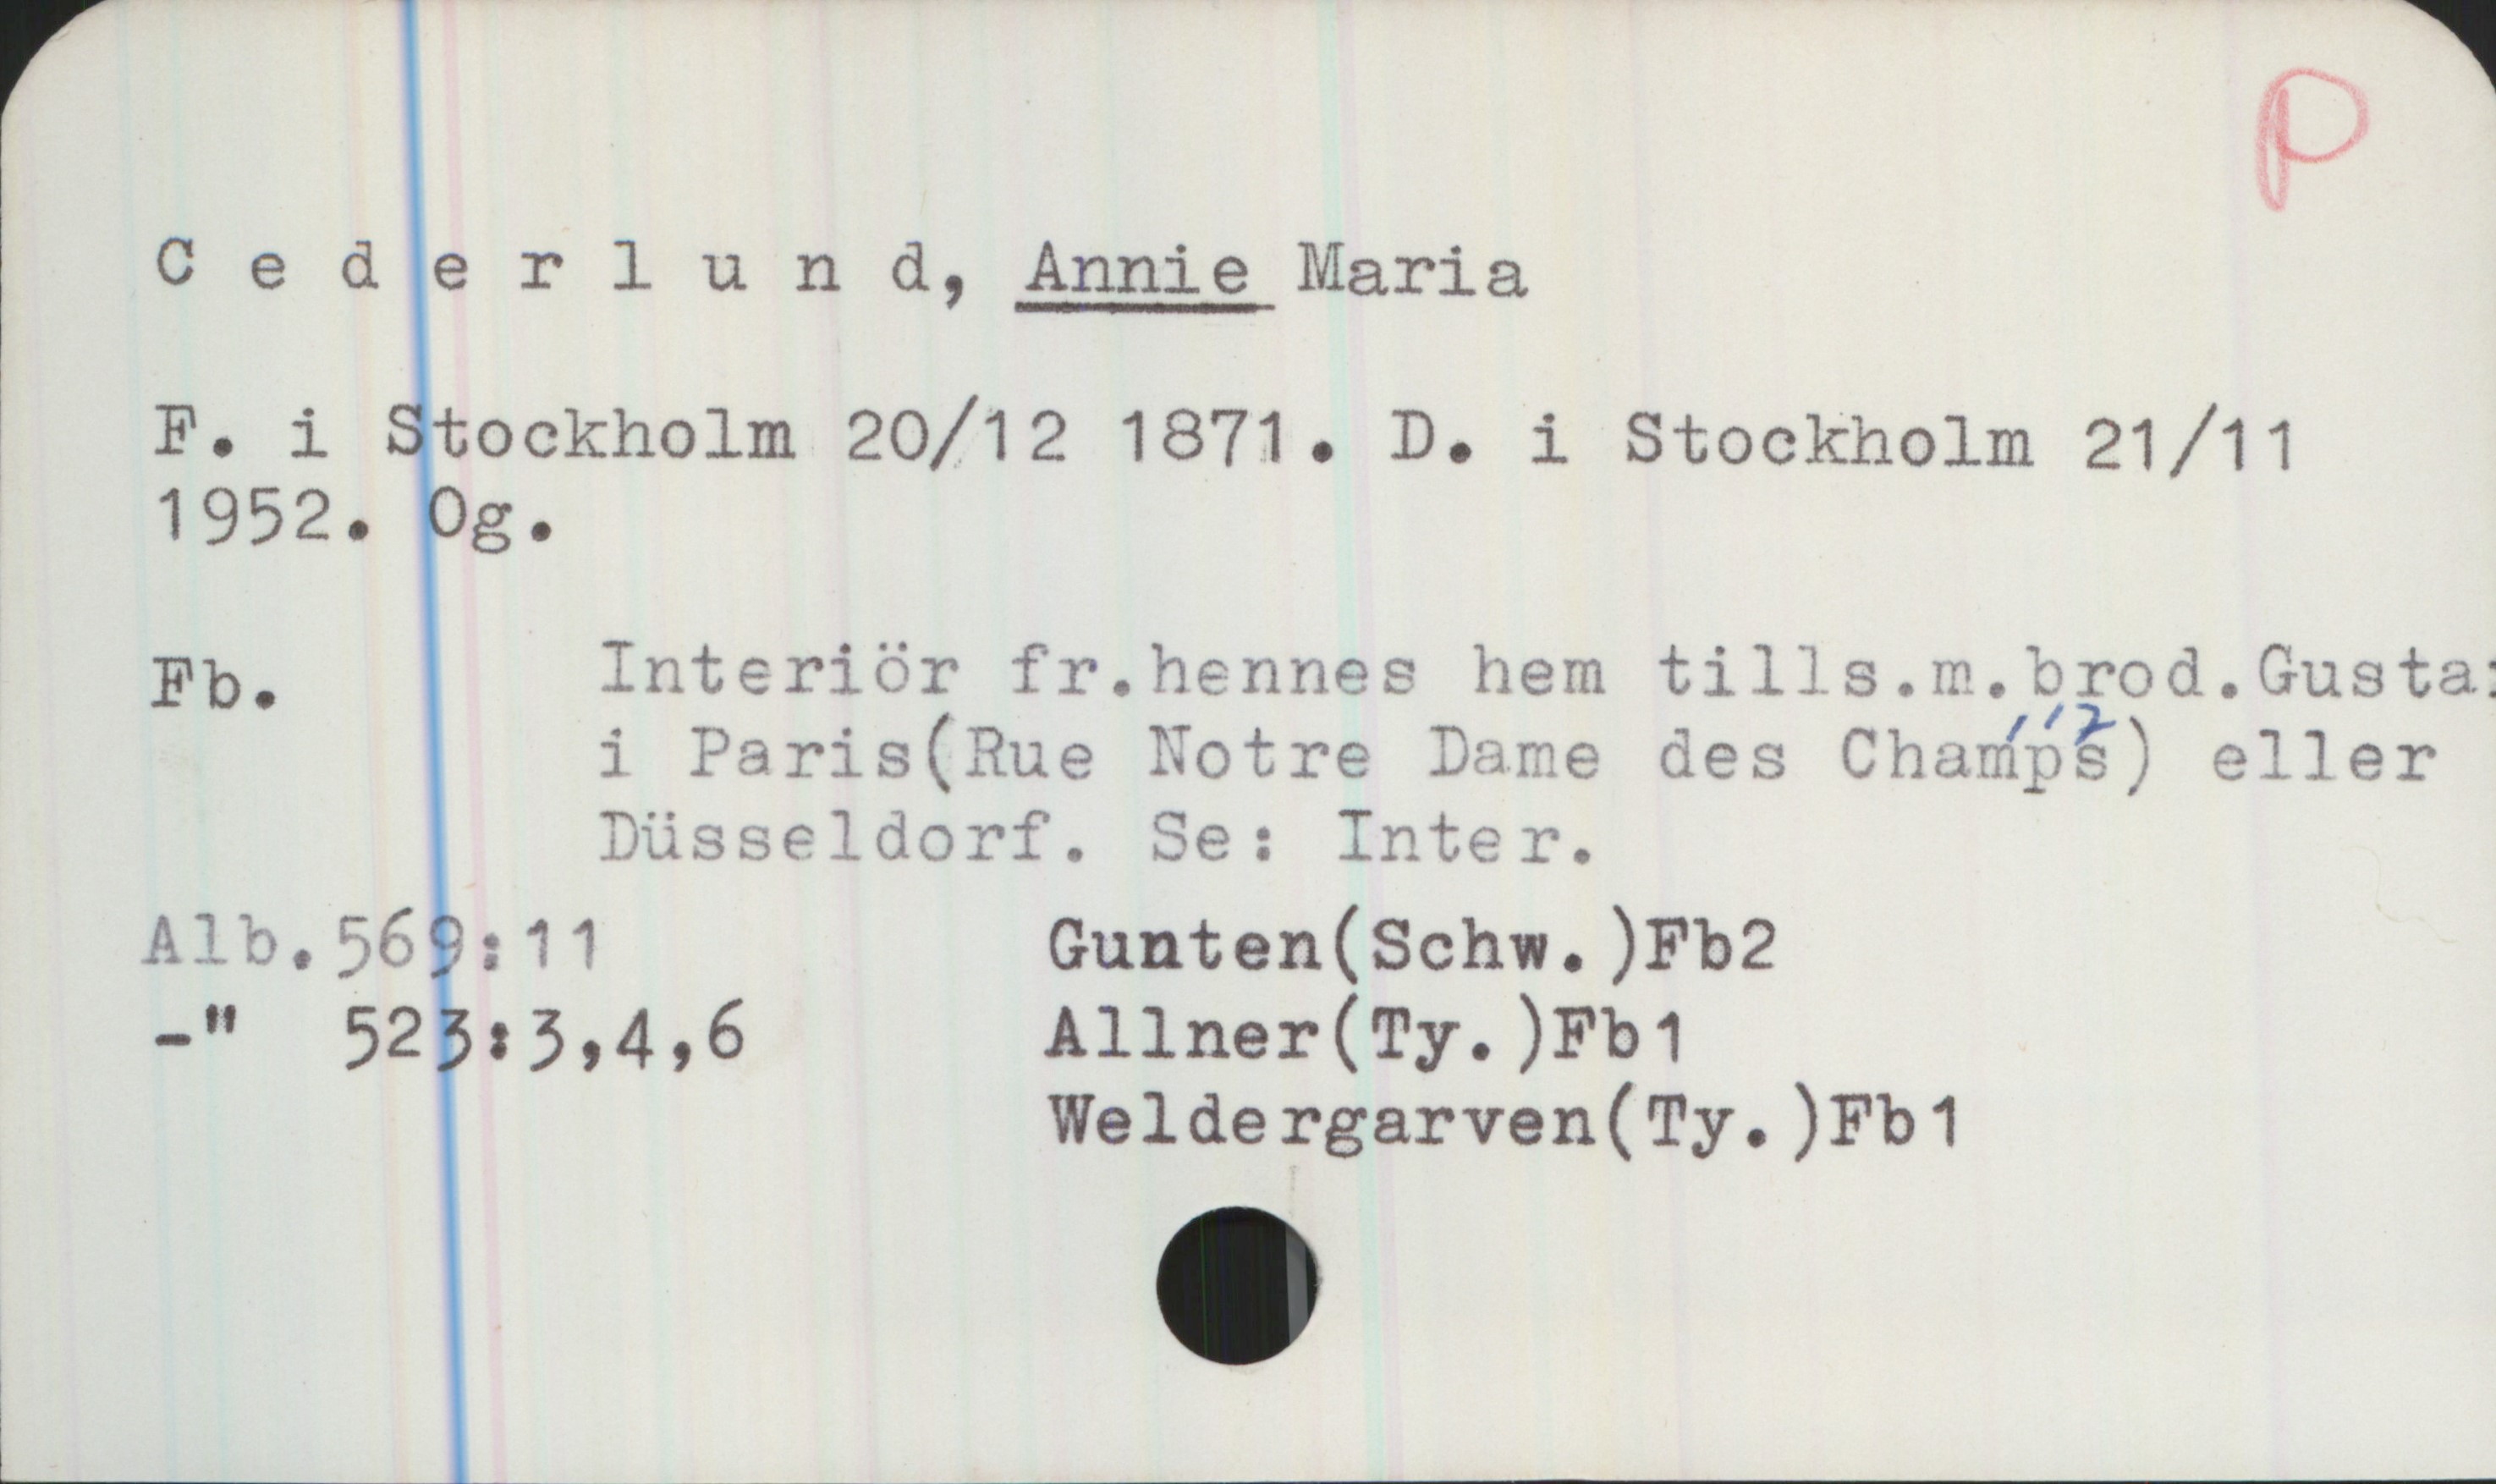 P
C e d e r l u n d, Annie Maria
F. i Stockholm 20/12 1871. D. i Stockholm 21/11
1952. Og.
Fb. Interiör fr.hennes hem tills.m.brod.Gusta
i Paris(Rue Notre Dame des Champs) eller
Düsseldorf. Se: Inter.
Alb.569:11 Gunten(Schw.)Fb2
-" 523:3,4,6 Allner(Ty.)Fb1
Weldergarven(Ty.)Fb1